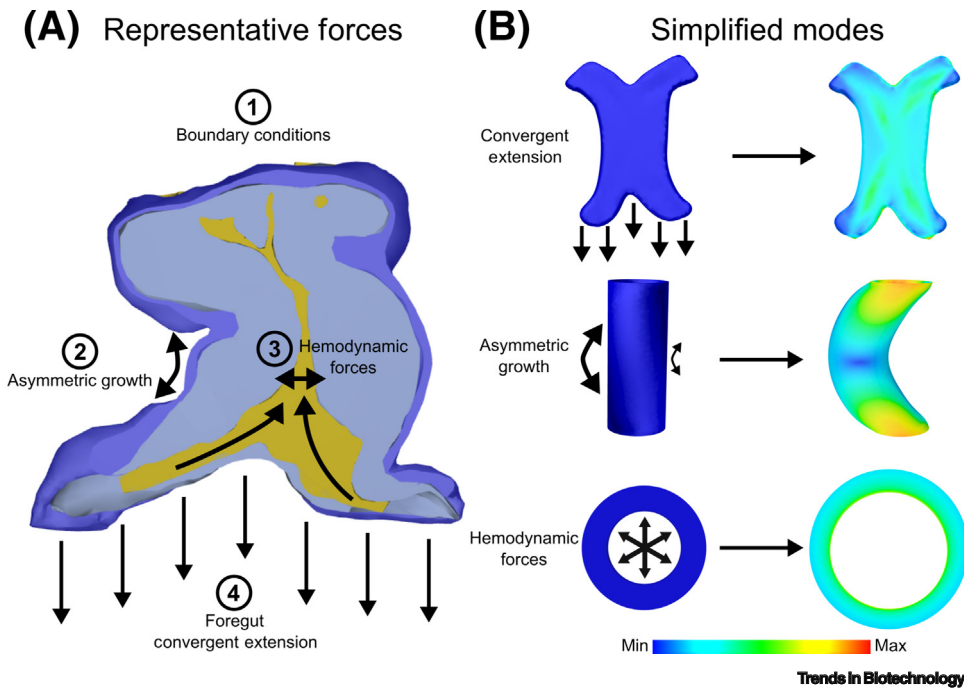 (A) Representative forces
1
Boundary conditions
2
Asymmetric growth
3
Hemodynamic
forces
4
Foregut
convergent extension
(B) Simplified modes
Convergent
extension
Asymmetric
growth
Hemodynamic
forces
Min
Max
Trends in Biotechnology